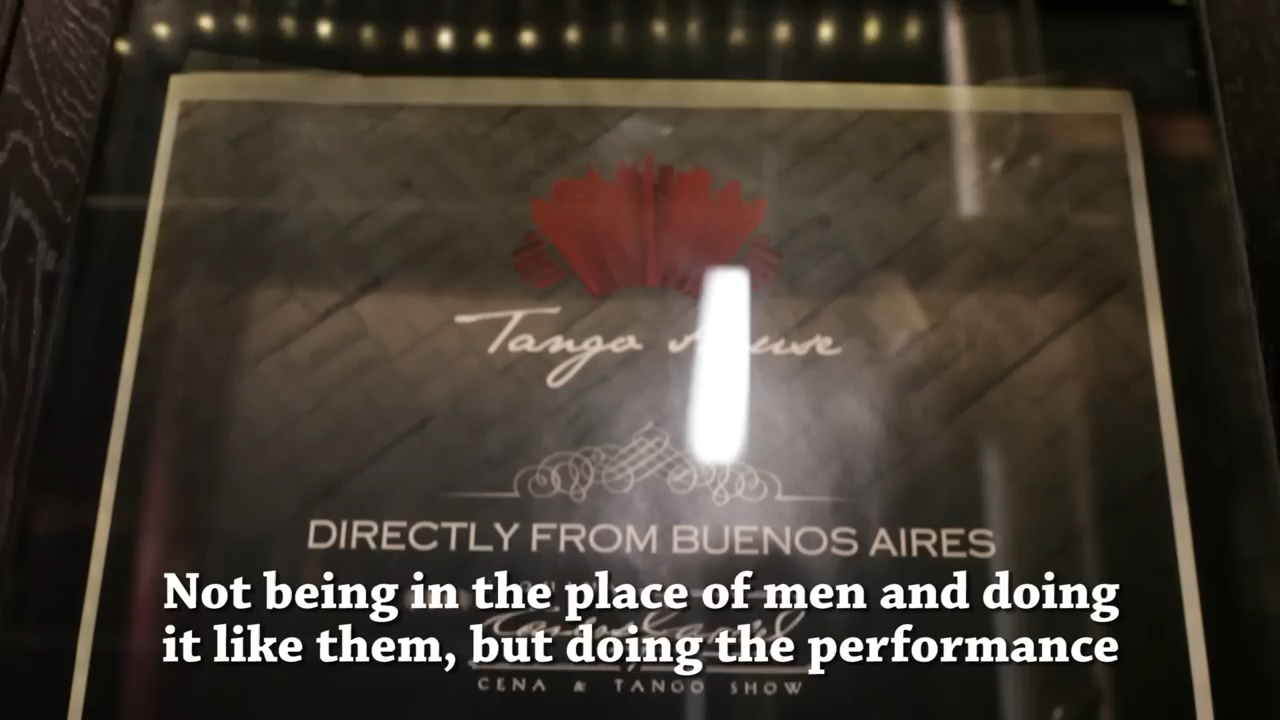 Tango
DIRECTLY FROM BUENOS AIRES
Not being in the place of men and doing
it like them, but doing the performance
CENA & TANGO SHOW